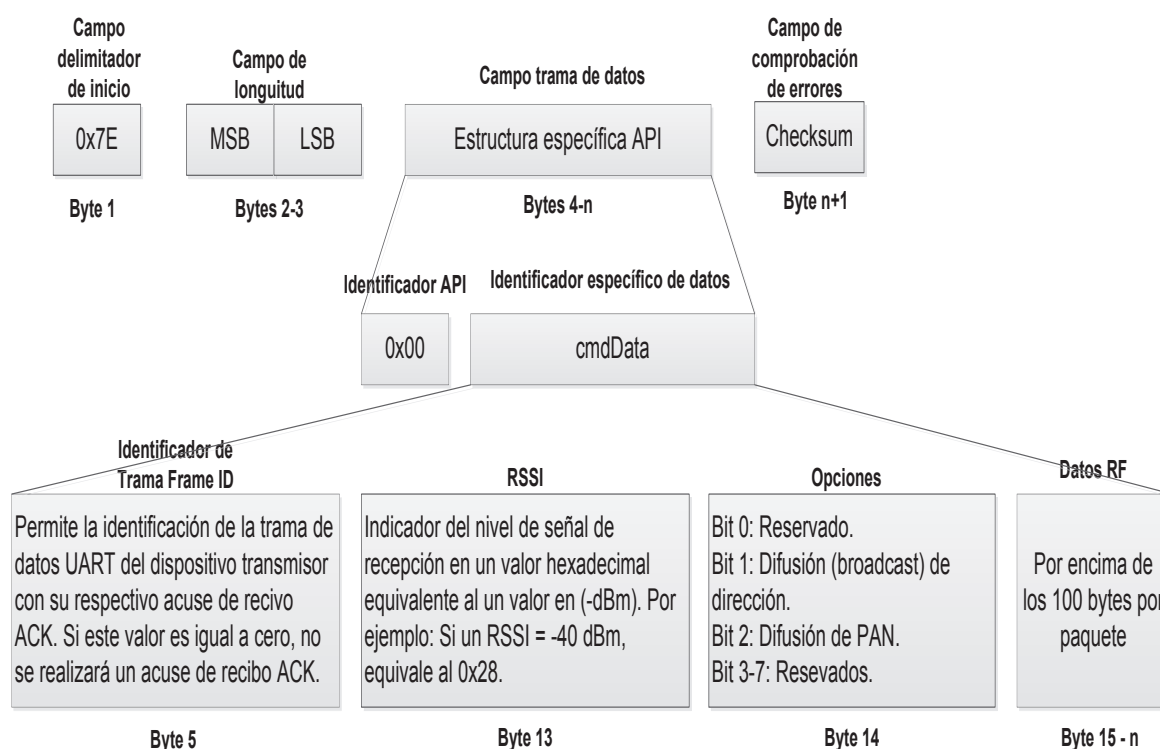 Campo
delimitador
de inicio
Campo de
longuitud
Campo trama de datos
Campo de
comprobación
de errores
0x7E
MSB
LSB
Estructura específica API
Checksum
Byte 1
Bytes 2-3
Bytes 4-n
Byte n+1
Identificador API
Identificador específico de datos
0x00
cmdData
Identificador de
Trama Frame ID
Permite la identificación de la trama de
datos UART del dispositivo transmisor
con su respectivo acuse de recivo
ACK. Si este valor es igual a cero, no
se realizará un acuse de recibo ACK.
Byte 5
RSSI
Indicador del nivel de señal de
recepción en un valor hexadecimal
equivalente al un valor en (-dBm). Por
ejemplo: Si un RSSI = -40 dBm,
equivale al 0x28.
Byte 13
Opciones
Bit 0: Reservado.
Bit 1: Difusión (broadcast) de
dirección.
Bit 2: Difusión de PAN.
Bit 3-7: Resevados.
Byte 14
Datos RF
Por encima de
los 100 bytes por
paquete
Byte 15 - n